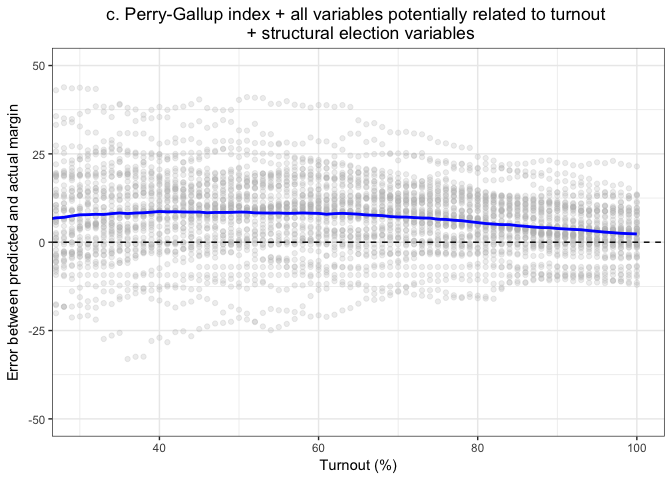 c. Perry-Gallup index + all variables potentially related to turnout
+ structural election variables
Error between predicted and actual margin
50
25
0
-25
-50
40
60
80
100
Turnout (%)